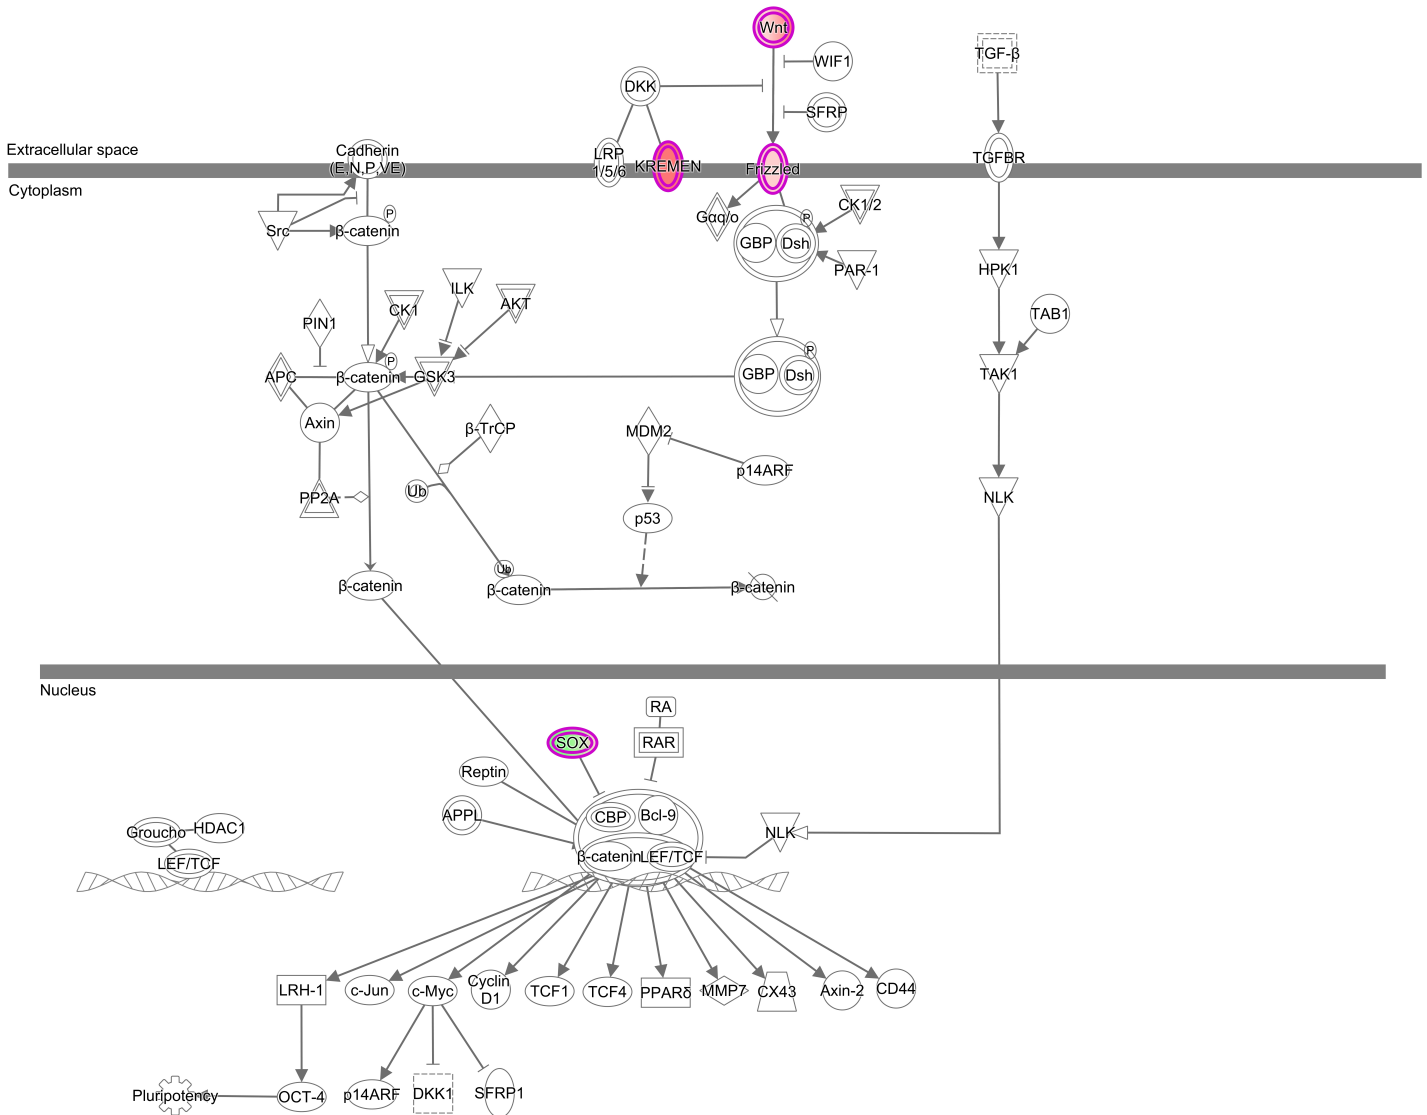 Wnt
WIF1
TGF-β
DKK
SFRP
Extracellular space
Cadherin
(E,N,P,VE)
LRP
1/5/6
KREMEN
Frizzled
TGFBR
Cytoplasm
Src
P
β-catenin
Gαq/o
P
CK1/2
GBP
Dsh
PAR-1
HPK1
ILK
AKT
CK1
PIN1
TAB1
P
APC
β-catenin
GSK3
P
GBP
Dsh
TAK1
Axin
β-TrCP
MDM2
p14ARF
PP2A
Ub
p53
NLK
Ub
β-catenin
β-catenin
β-catenin
Nucleus
RA
SOX
RAR
Reptin
APPL
CBP
Bcl-9
NLK
Groucho
HDAC1
LEF/TCF
β-catenin
LEF/TCF
LRH-1
c-Jun
c-Myc
Cyclin
D1
TCF1
TCF4
PPARδ
MMP7
CX43
Axin-2
CD44
Pluripotency
OCT-4
p14ARF
DKK1
SFRP1